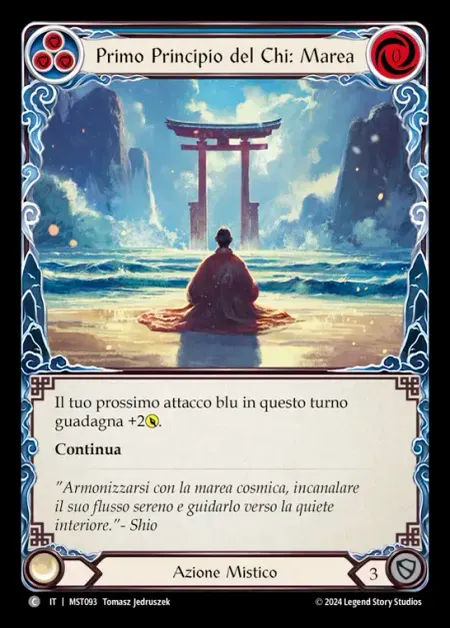 Primo Principio del Chi: Marea
0
Il tuo prossimo attacco blu in questo turno
guadagna +2.
Continua
"Armonizzarsi con la marea cosmica, incanalare
il suo flusso sereno e guidarlo verso la quiete
interiore."- Shio
Azione Mistico
3
C IT | MST093 Tomasz Jedruszek
© 2024 Legend Story Studios